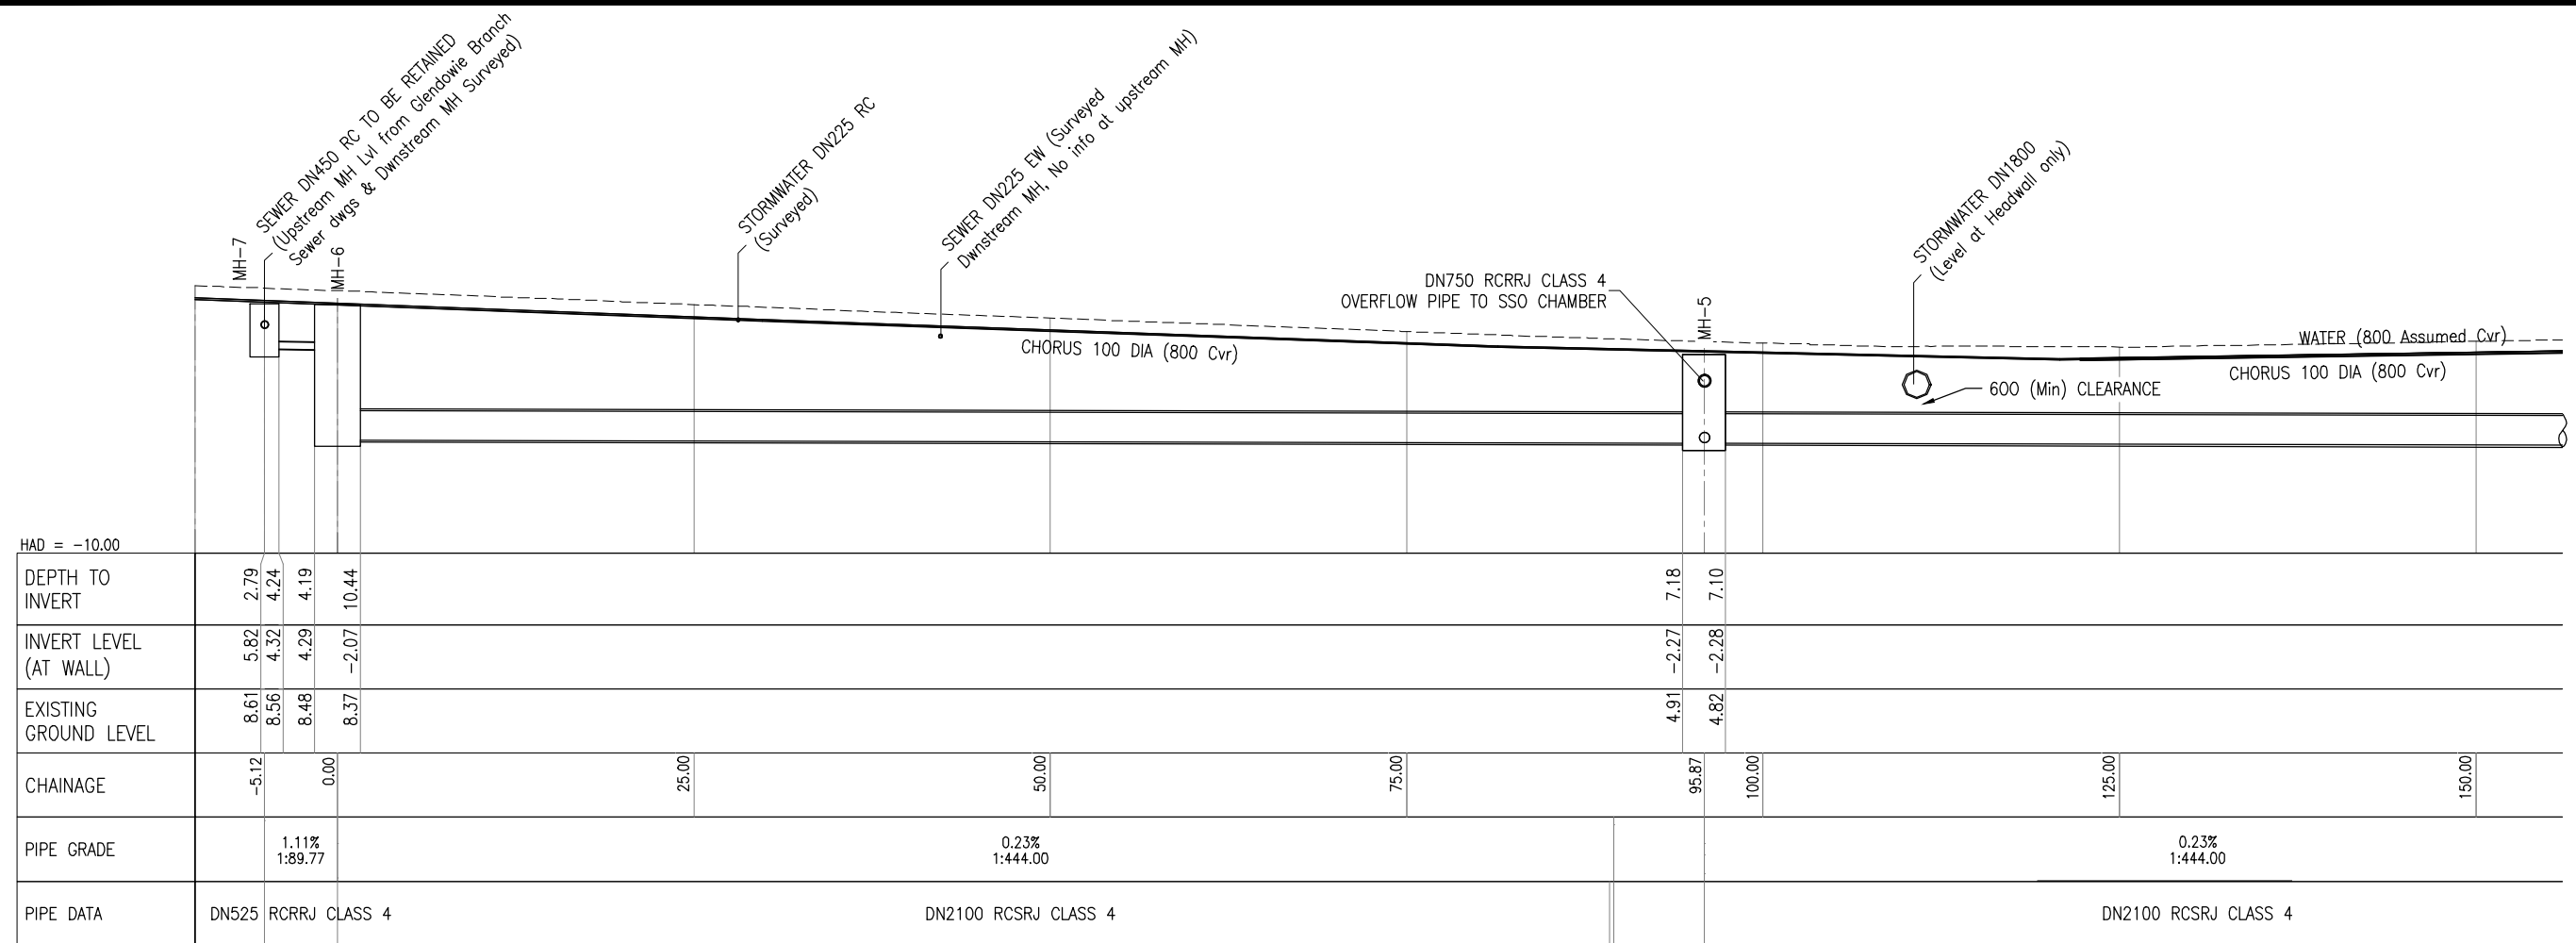 SEWER DN450 RC TO BE RETAINED
(Upstream MH Lvl from Glendowie Branch
Sewer dwgs & Dwnstream MH Surveyed)
STORMWATER DN225 RC
(Surveyed)
SEWER DN225 EW (Surveyed
Dwnstream MH, No info at upstream MH)
STORMWATER DN1800
(Level at Headwall only)
MH-7
MH-6
DN750 RCRRJ CLASS 4
OVERFLOW PIPE TO SSO CHAMBER
MH-5
CHORUS 100 DIA (800 Cvr)
WATER (800 Assumed Cvr)
CHORUS 100 DIA (800 Cvr)
600 (Min) CLEARANCE
HAD = -10.00
DEPTH TO
INVERT
2.79
4.24
4.19
10.44
7.18
7.10
INVERT LEVEL
(AT WALL)
5.82
4.32
4.29
-2.07
-2.27
-2.28
EXISTING
GROUND LEVEL
8.61
8.56
8.48
8.37
4.91
4.82
CHAINAGE
-5.12
0.00
25.00
50.00
75.00
95.87
100.00
125.00
150.00
PIPE GRADE
1.11%
1:89.77
0.23%
1:444.00
0.23%
1:444.00
PIPE DATA
DN525 RCRRJ CLASS 4
DN2100 RCSRJ CLASS 4
DN2100 RCSRJ CLASS 4